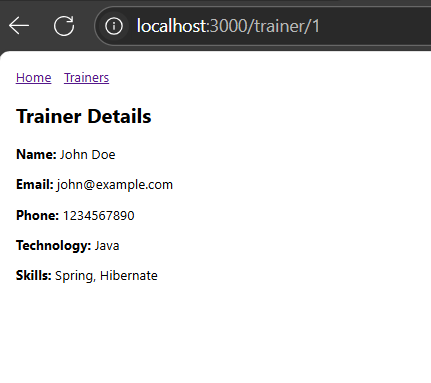 localhost:3000/trainer/1
Home Trainers
Trainer Details
Name: John Doe
Email: john@example.com
Phone: 1234567890
Technology: Java
Skills: Spring, Hibernate